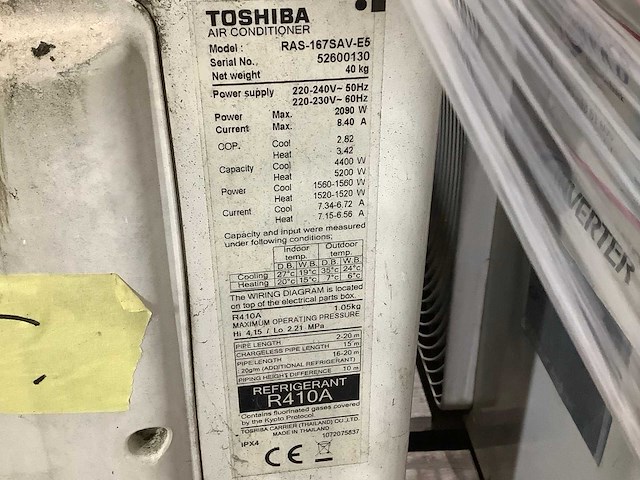 TOSHIBA
AIR CONDITIONER
Model : RAS-167SAV-E5
Serial No.. 52600130
Net weight 40 kg
Power supply 220-240V~ 50Hz
220-230V~ 60Hz
Power Max. 2090 W
Current Max. 8.40 A
COP. Cool 2.82
Heat 3.42
Capacity Cool 4400 W
Heat 5200 W
Power Cool 1560-1560 W
Heat 1520-1520 W
Current Cool 7.34-6.72 A
Heat 7.15-6.56 A
Capacity and input were measured
under following conditions;
Indoor temp. Outdoor temp.
D.B. W.B. D.B. W.B.
Cooling 27°c 19°c 35°c 24°c
Heating 20°c 15°c 7°c 6°c
The WIRING DIAGRAM is located
on top of the electrical parts box.
R410A 1.05kg
MAXIMUM OPERATING PRESSURE
Hi 4,15 / Lo 2,21 MPa
PIPE LENGTH 2-20 m
CHARGELESS PIPE LENGTH 15 m
PIPE LENGTH 16-20 m
20g/m (ADDITIONAL REFRIGERANT)
PIPING HEIGHT DIFFERENCE 10 m
REFRIGERANT
R410A
Contains fluorinated gases covered
by the Kyoto Protocol.
TOSHIBA CARRIER (THAILAND) CO.,LTD.
MADE IN THAILAND
IPX4 1072075837
CE
VERTER